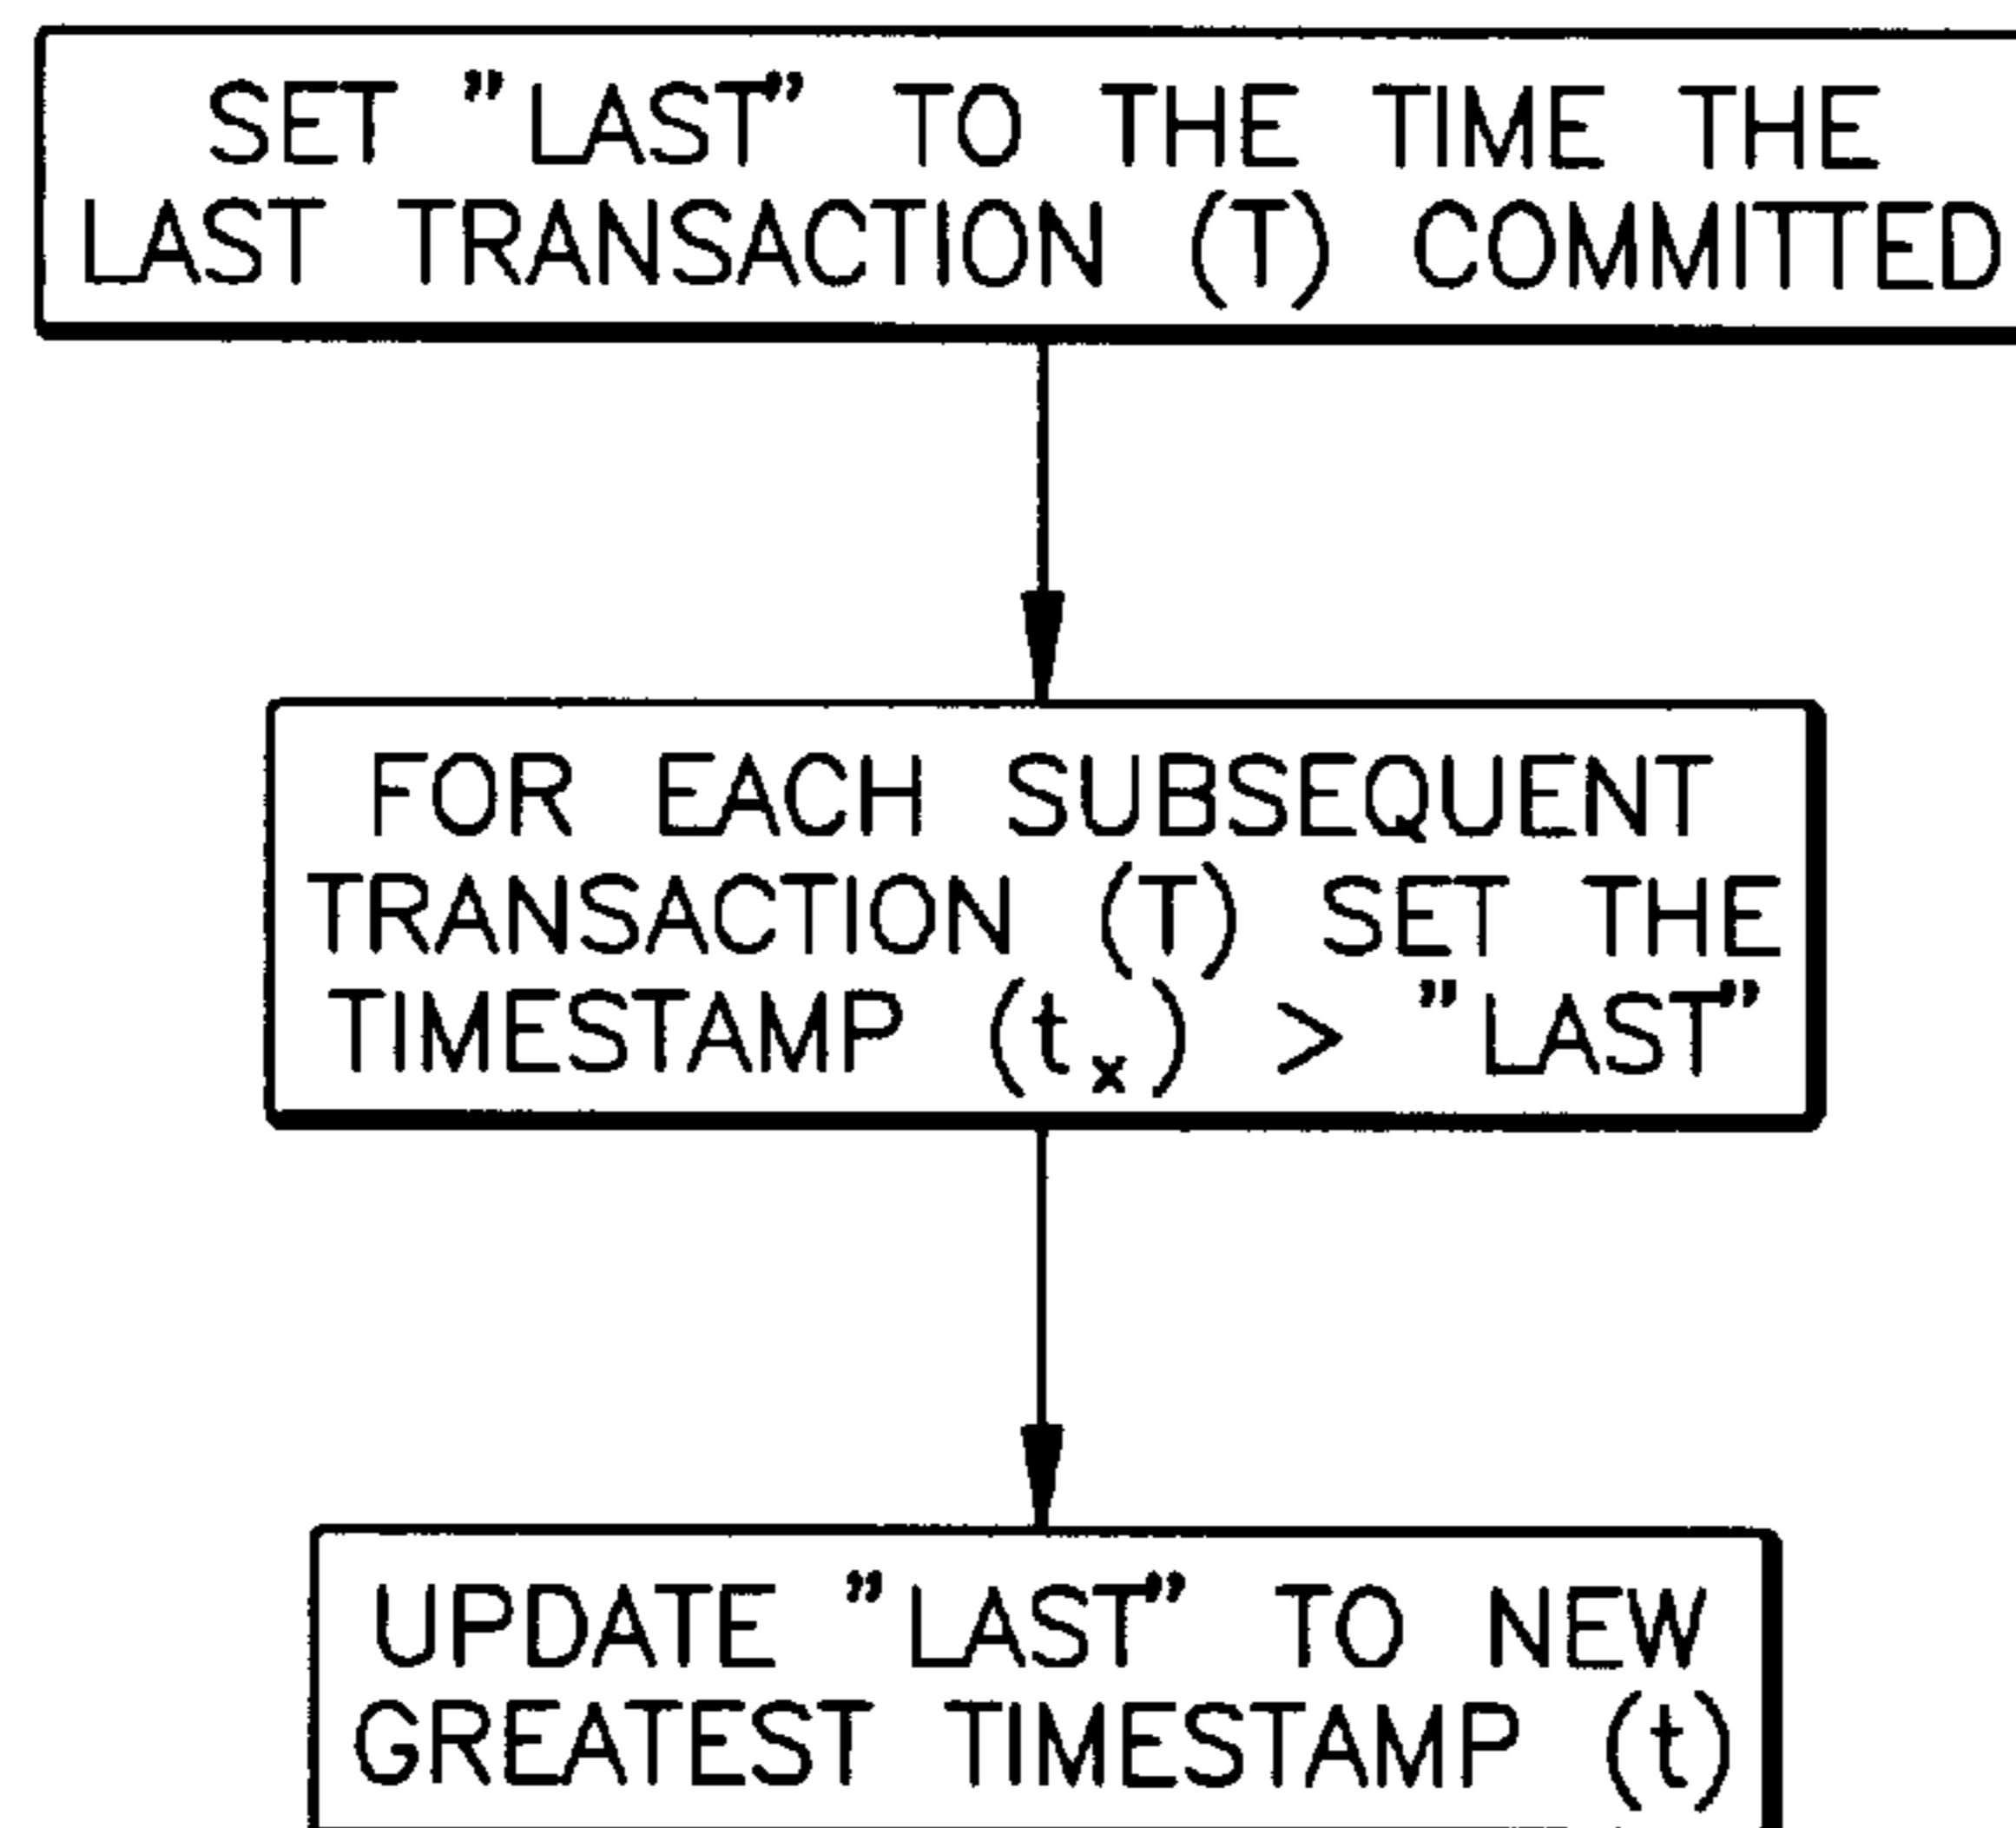 SET "LAST" TO THE TIME THE
LAST TRANSACTION (T) COMMITTED
FOR EACH SUBSEQUENT
TRANSACTION (T) SET THE
TIMESTAMP (tₓ) > "LAST"
UPDATE "LAST" TO NEW
GREATEST TIMESTAMP (t)